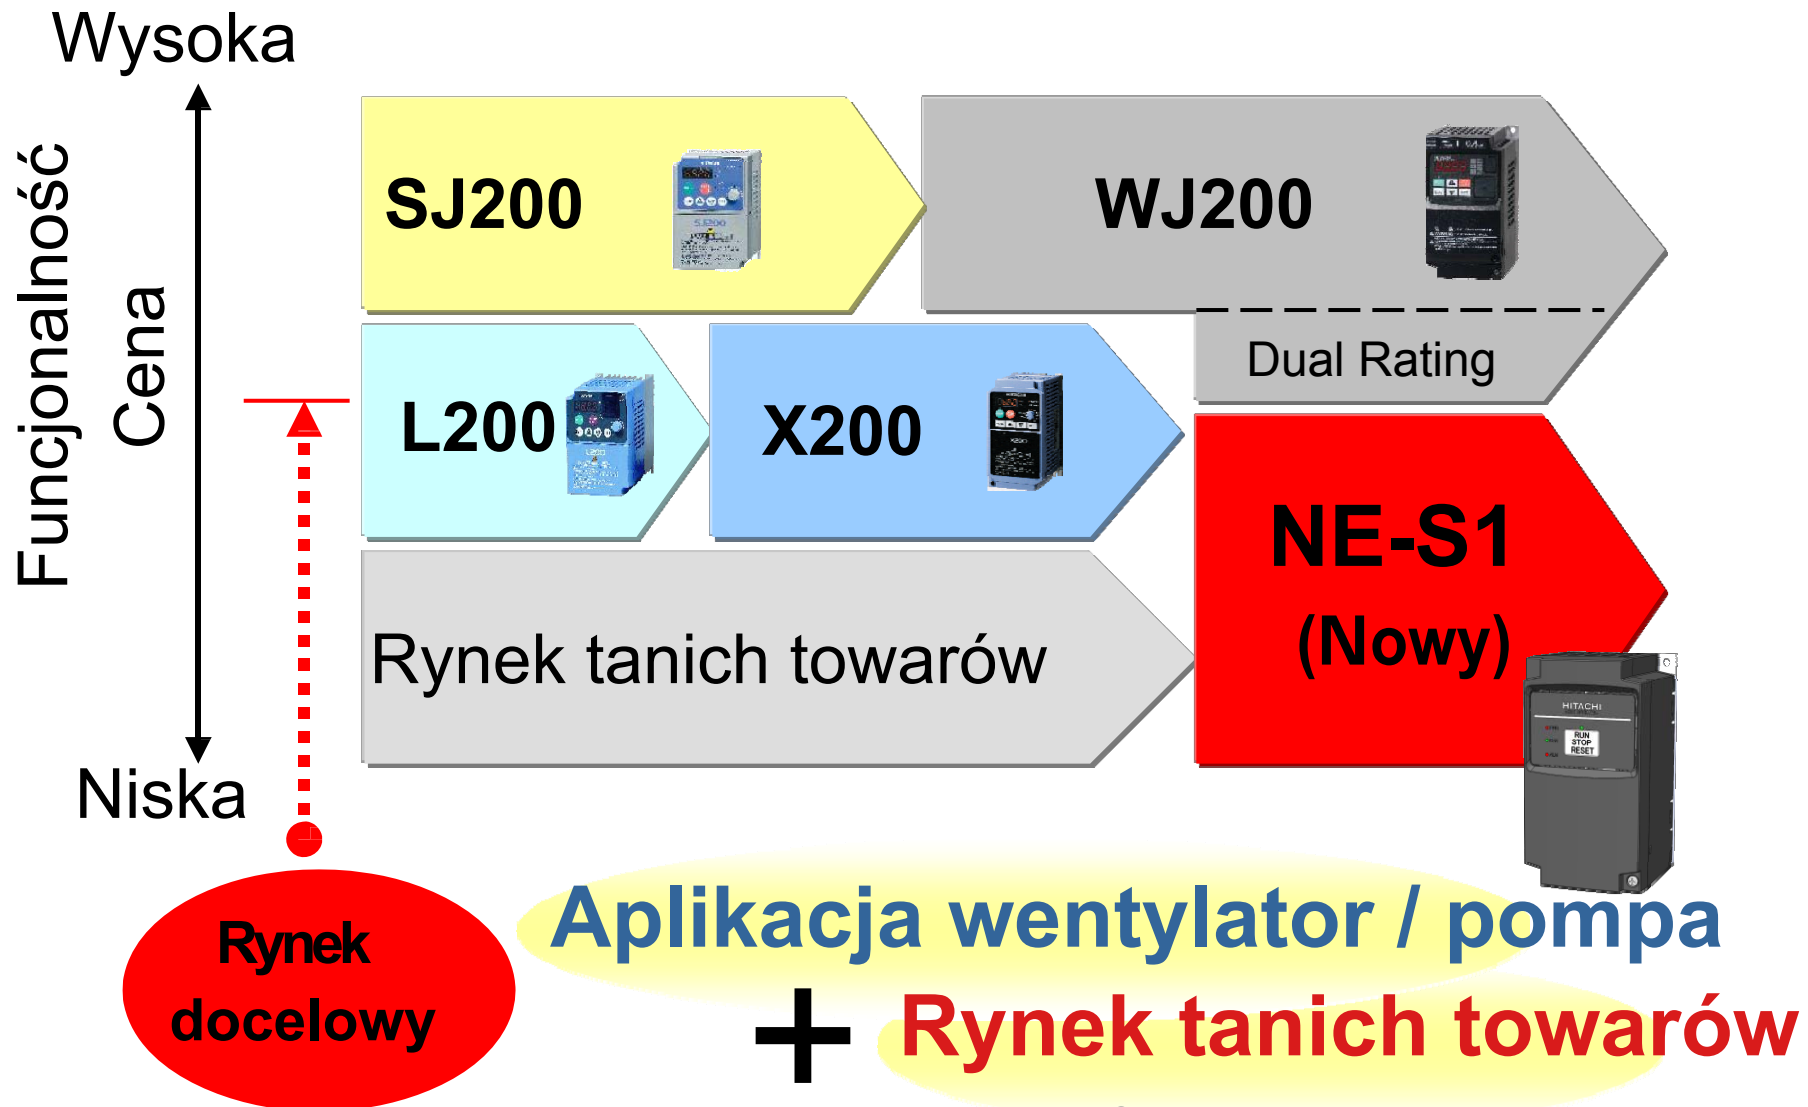 Wysoka
Funcjonalność
Cena
Niska
SJ200
WJ200
Dual Rating
L200
X200
NE-S1
(Nowy)
Rynek tanich towarów
HITACHI
RUN
STOP
RESET
Rynek
docelowy
Aplikacja wentylator / pompa
+ Rynek tanich towarów